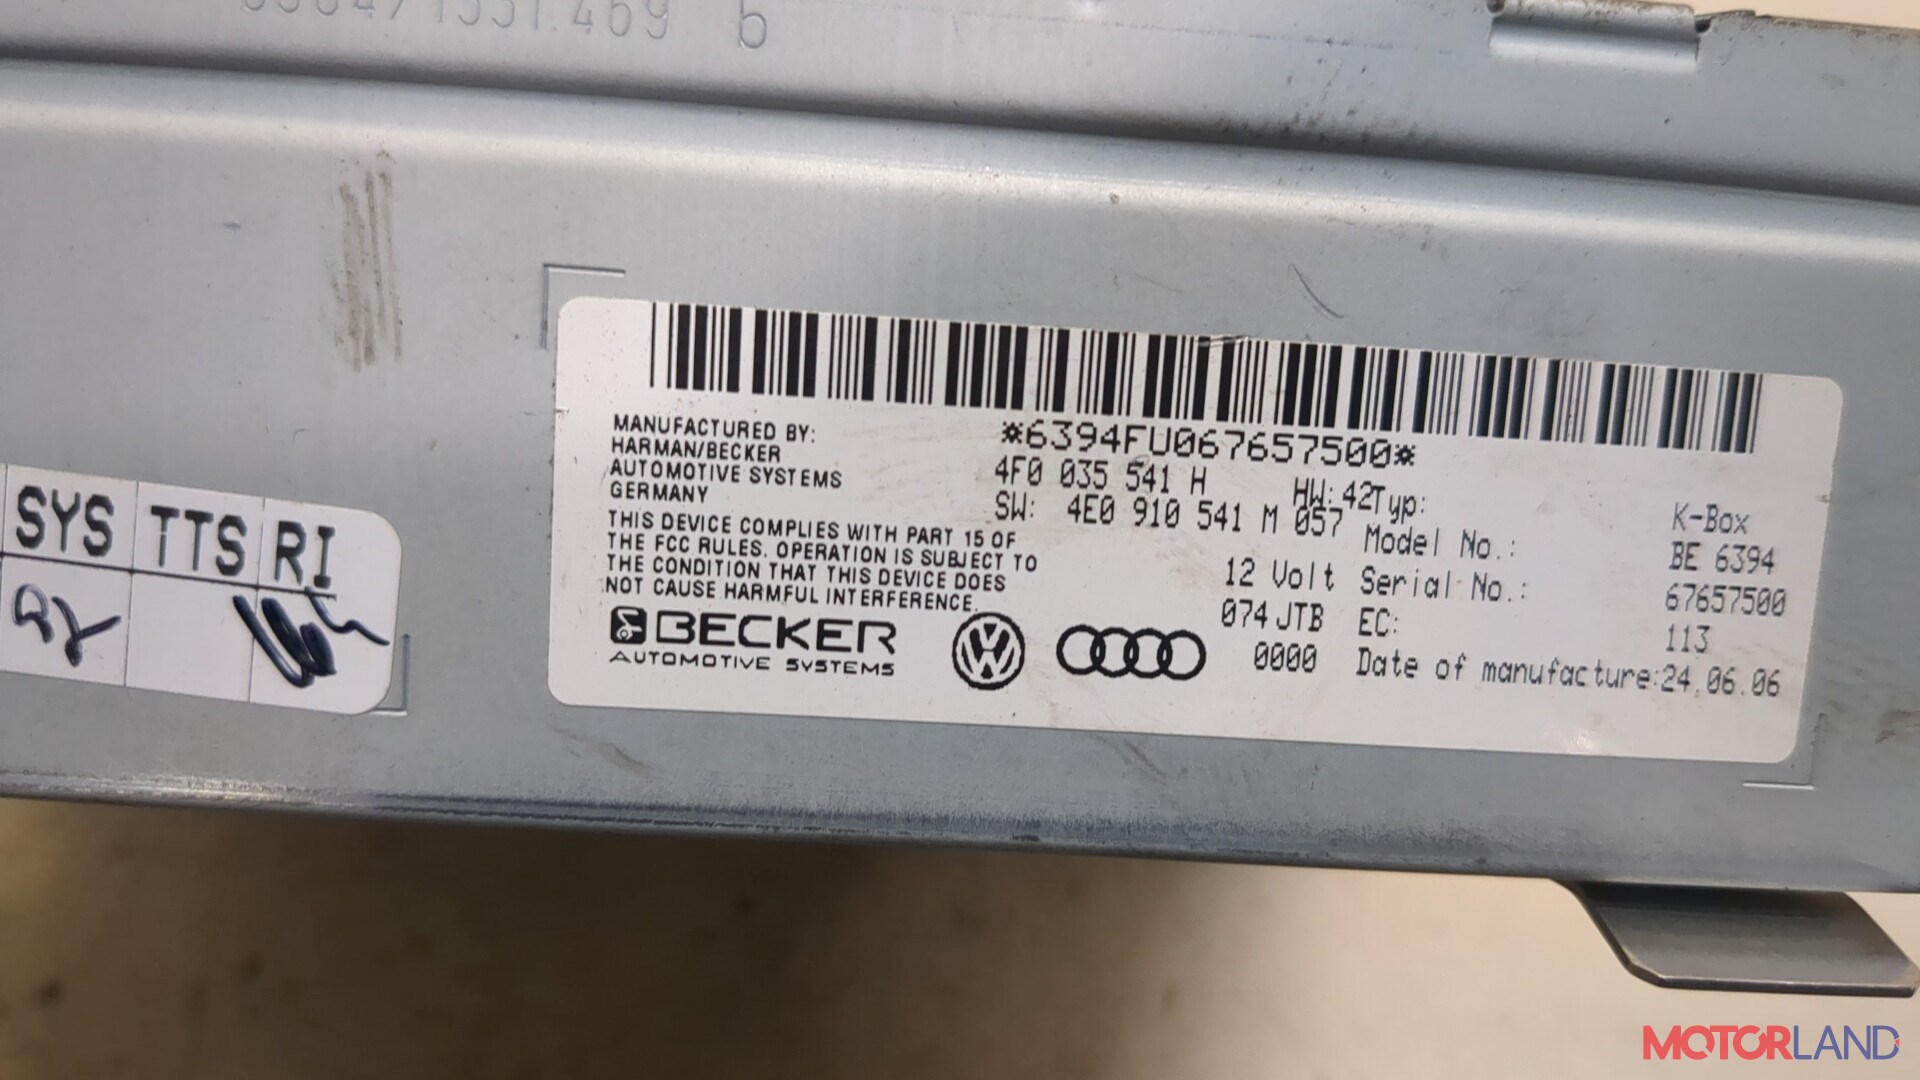 469 b
*6394FU067657500*
MANUFACTURED BY:
HARMAN/BECKER
AUTOMOTIVE SYSTEMS
GERMANY
THIS DEVICE COMPLIES WITH PART 15 OF
THE FCC RULES. OPERATION IS SUBJECT TO
THE CONDITION THAT THIS DEVICE DOES
NOT CAUSE HARMFUL INTERFERENCE.
BECKER
AUTOMOTIVE SYSTEMS
4F0 035 541 H HW: 42 Typ: K-Box
SW: 4E0 910 541 M 057 Model No.: BE 6394
12 Volt Serial No.: 67657500
074 JTB EC: 113
0000 Date of manufacture: 24.06.06
SYS TTS RI
MOTORLAND